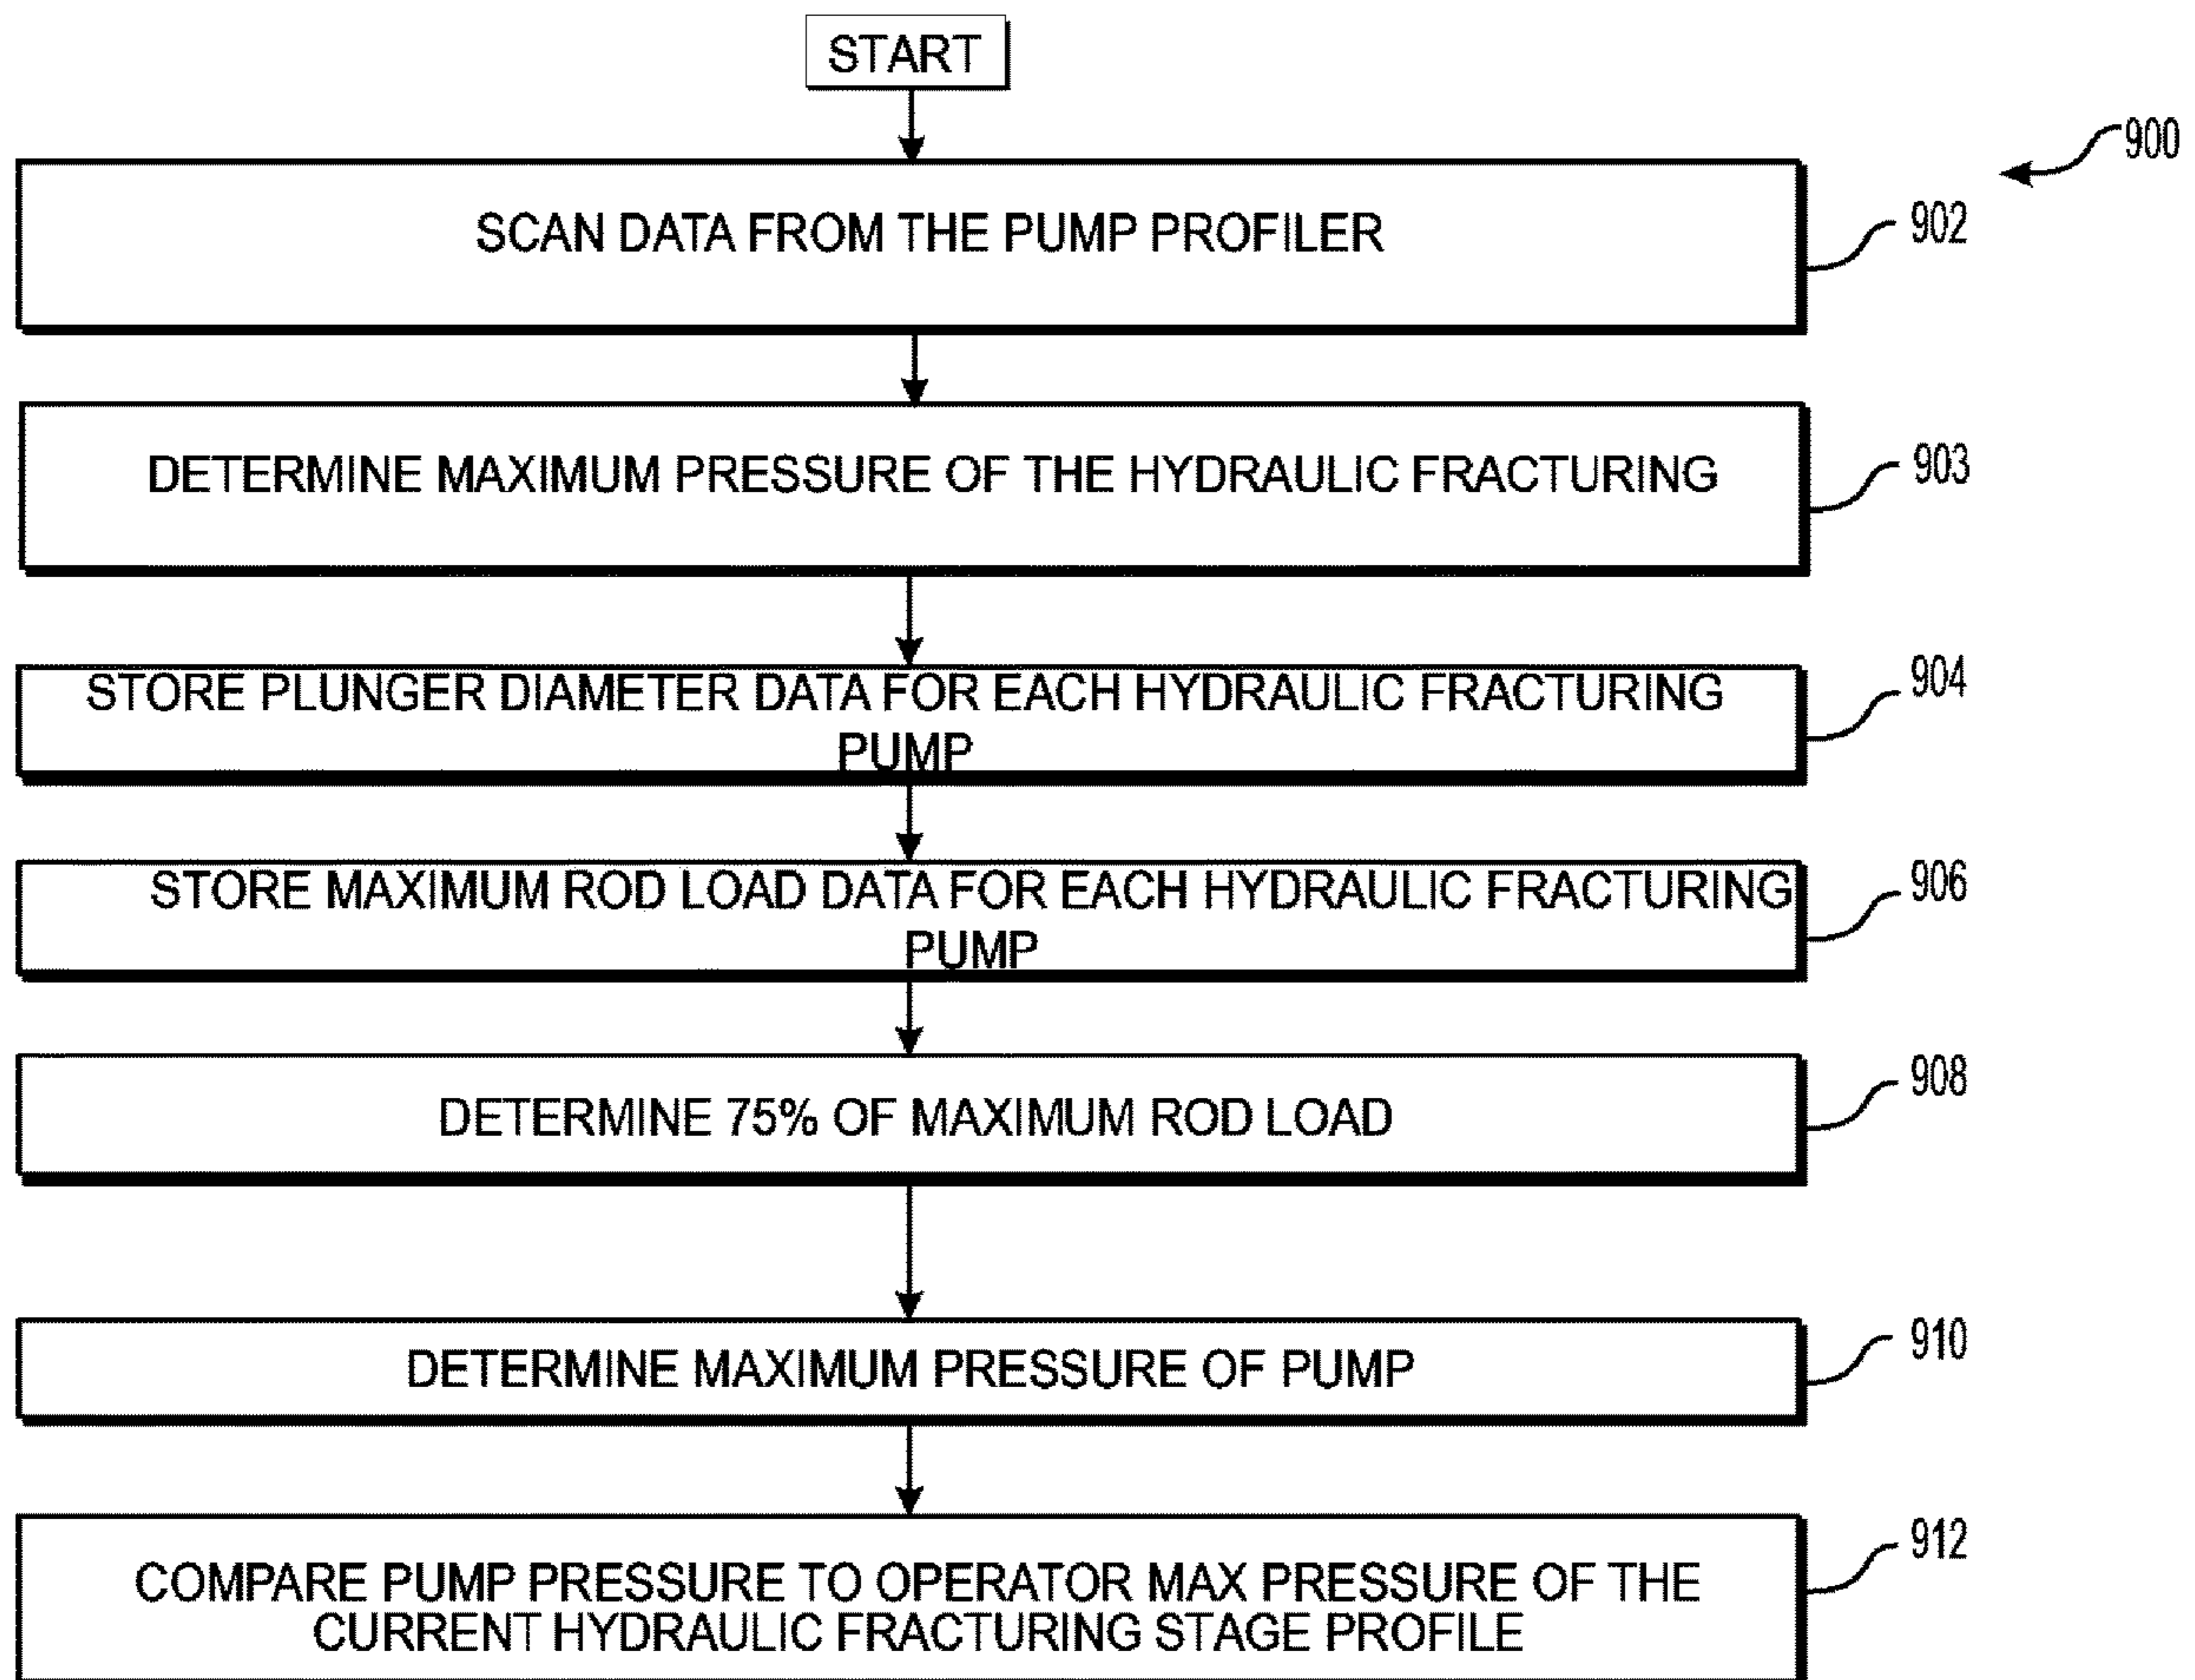 START
900
SCAN DATA FROM THE PUMP PROFILER
902
DETERMINE MAXIMUM PRESSURE OF THE HYDRAULIC FRACTURING
903
STORE PLUNGER DIAMETER DATA FOR EACH HYDRAULIC FRACTURING
PUMP
904
STORE MAXIMUM ROD LOAD DATA FOR EACH HYDRAULIC FRACTURING
PUMP
906
DETERMINE 75% OF MAXIMUM ROD LOAD
908
DETERMINE MAXIMUM PRESSURE OF PUMP
910
COMPARE PUMP PRESSURE TO OPERATOR MAX PRESSURE OF THE
CURRENT HYDRAULIC FRACTURING STAGE PROFILE
912